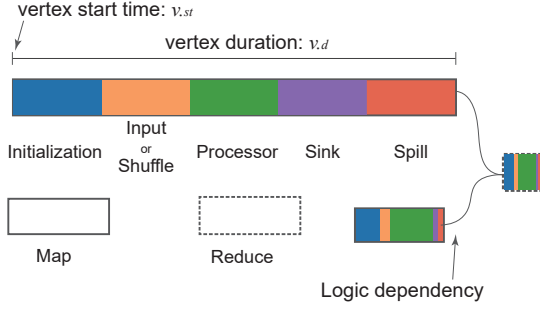 vertex start time: v.st
vertex duration: v.d
Initialization
Input
or
Shuffle
Processor
Sink
Spill
Map
Reduce
Logic dependency